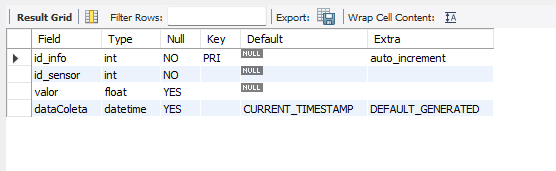 Result Grid Filter Rows: Export: Wrap Cell Content:
Field Type Null Key Default Extra
id_info int NO PRI NULL auto_increment
id_sensor int NO NULL
valor float YES NULL
dataColeta datetime YES CURRENT_TIMESTAMP DEFAULT_GENERATED